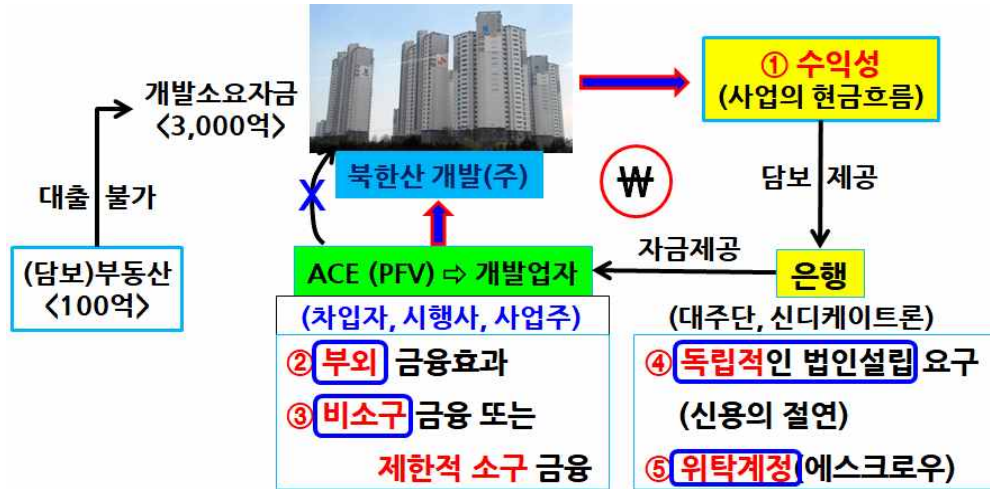 개발소요자금
<3,000억>
① 수익성
(사업의 현금흐름)
대출 불가
X
북한산 개발(주)
₩
담보 제공
(담보)부동산
<100억>
자금제공
ACE (PFV) ⇨ 개발업자
은행
(차입자, 시행사, 사업주)
(대주단, 신디케이트론)
② 부외 금융효과
③ 비소구 금융 또는
제한적 소구 금융
④ 독립적인 법인설립 요구
(신용의 절연)
⑤ 위탁계정(에스크로우)